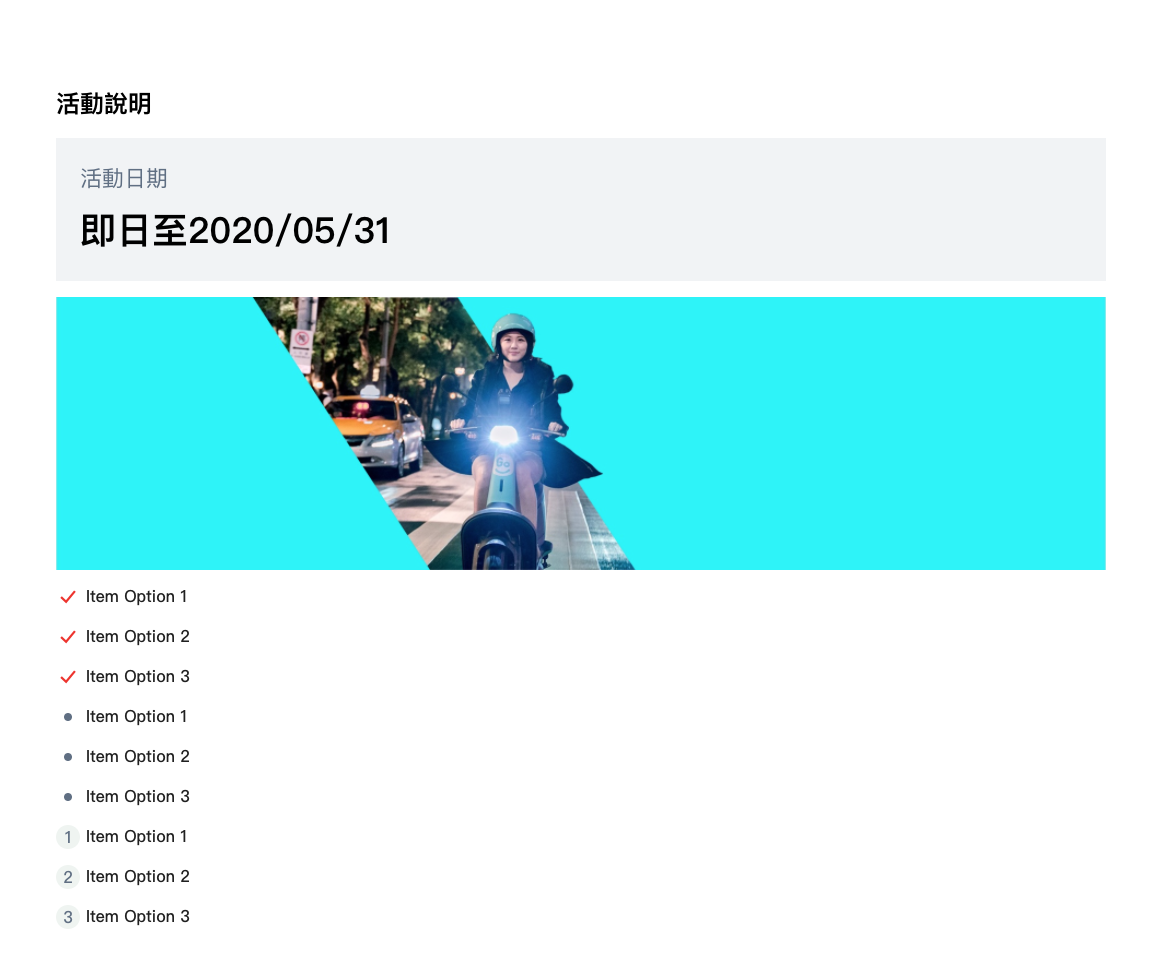 活動說明
活動日期
即日至2020/05/31
Go
Item Option 1
Item Option 2
Item Option 3
Item Option 1
Item Option 2
Item Option 3
1 Item Option 1
2 Item Option 2
3 Item Option 3